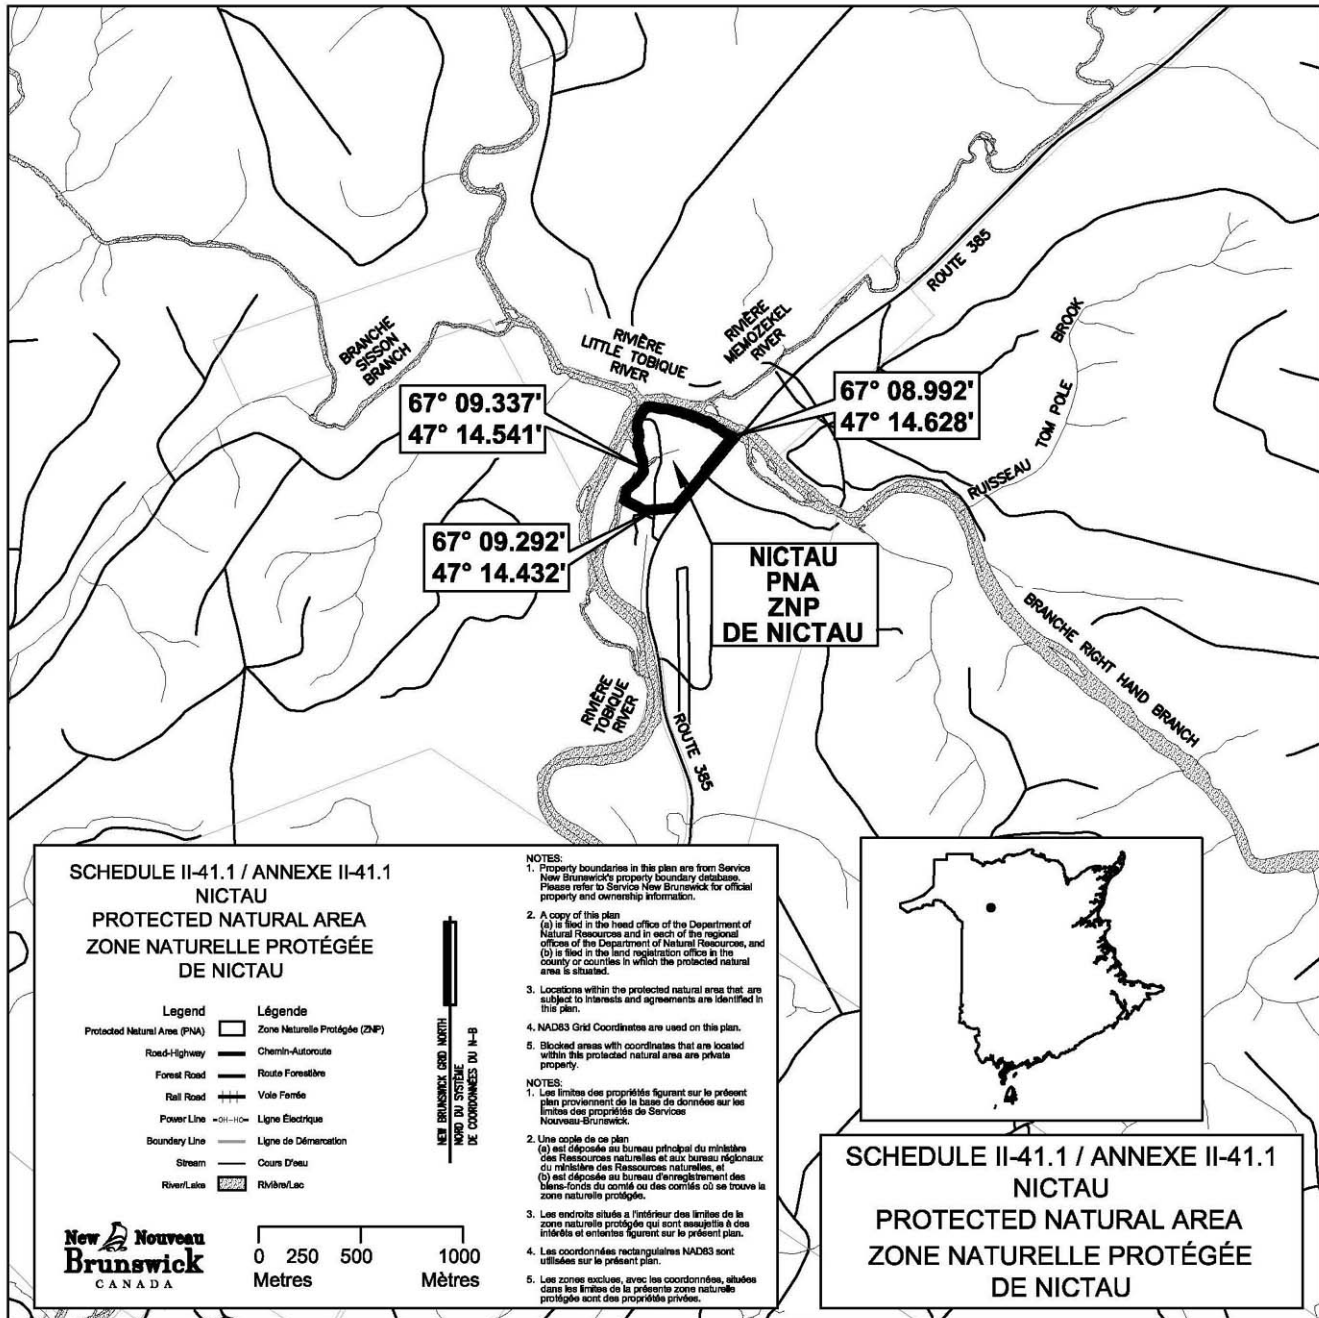 ROUTE 385
BROOK
TOM POLE
RUISSEAU
RIVIÈRE
MEMOZEKEL
RIVER
RIVIÈRE
LITTLE TOBIQUE
RIVER
BRANCHE
SISSON
BRANCH
67° 09.337'
47° 14.541'
67° 08.992'
47° 14.628'
67° 09.292'
47° 14.432'
NICTAU
PNA
ZNP
DE NICTAU
BRANCHE RIGHT HAND BRANCH
RIVIÈRE
TOBIQUE
RIVER
ROUTE 385
SCHEDULE II-41.1 / ANNEXE II-41.1
NICTAU
PROTECTED NATURAL AREA
ZONE NATURELLE PROTÉGÉE
DE NICTAU
Legend Légende
Protected Natural Area (PNA) Zone Naturelle Protégée (ZNP)
Road-Highway Chemin-Autoroute
Forest Road Route Forestière
Rail Road Voie Ferrée
Power Line OH-HO Ligne Électrique
Boundary Line Ligne de Démarcation
Stream Cours D'eau
River/Lake Rivière/Lac
NEW BRUNSWICK GRID NORTH
NORD DU SYSTÈME
DE COORDONNÉES DU N-B
New Nouveau
Brunswick
CANADA
0 250 500 1000
Metres Mètres
NOTES:
1. Property boundaries in this plan are from Service
New Brunswick's property boundary database.
Please refer to Service New Brunswick for official
property and ownership information.
2. A copy of this plan
(a) is filed in the head office of the Department of
Natural Resources and in each of the regional
offices of the Department of Natural Resources, and
(b) is filed in the land registration office in the
county or counties in which the protected natural
area is situated.
3. Locations within the protected natural area that are
subject to interests and agreements are identified in
this plan.
4. NAD83 Grid Coordinates are used on this plan.
5. Blocked areas with coordinates that are located
within this protected natural area are private
property.
NOTES:
1. Les limites des propriétés figurant sur le présent
plan proviennent de la base de données sur les
limites des propriétés de Services
Nouveau-Brunswick.
2. Une copie de ce plan
(a) est déposée au bureau principal du ministère
des Ressources naturelles et aux bureau régionaux
du ministère des Ressources naturelles, et
(b) est déposée au bureau d'enregistrement des
biens-fonds du comté ou des comtés où se trouve la
zone naturelle protégée.
3. Les endroits situés a l'intérieur des limites de la
zone naturelle protégée qui sont assujettis à des
intérêts et ententes figurent sur le présent plan.
4. Les coordonnées rectangulaires NAD83 sont
utilisées sur le présent plan.
5. Les zones exclues, avec les coordonnées, situées
dans les limites de la présente zone naturelle
protégée sont des propriétés privées.
SCHEDULE II-41.1 / ANNEXE II-41.1
NICTAU
PROTECTED NATURAL AREA
ZONE NATURELLE PROTÉGÉE
DE NICTAU